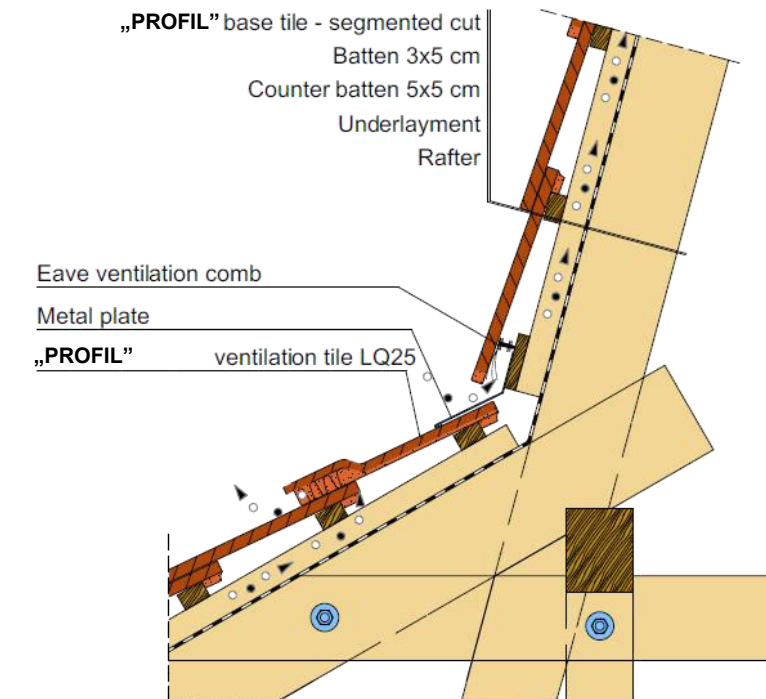 „PROFIL” base tile - segmented cut
Batten 3x5 cm
Counter batten 5x5 cm
Underlayment
Rafter
Eave ventilation comb
Metal plate
„PROFIL” ventilation tile LQ25